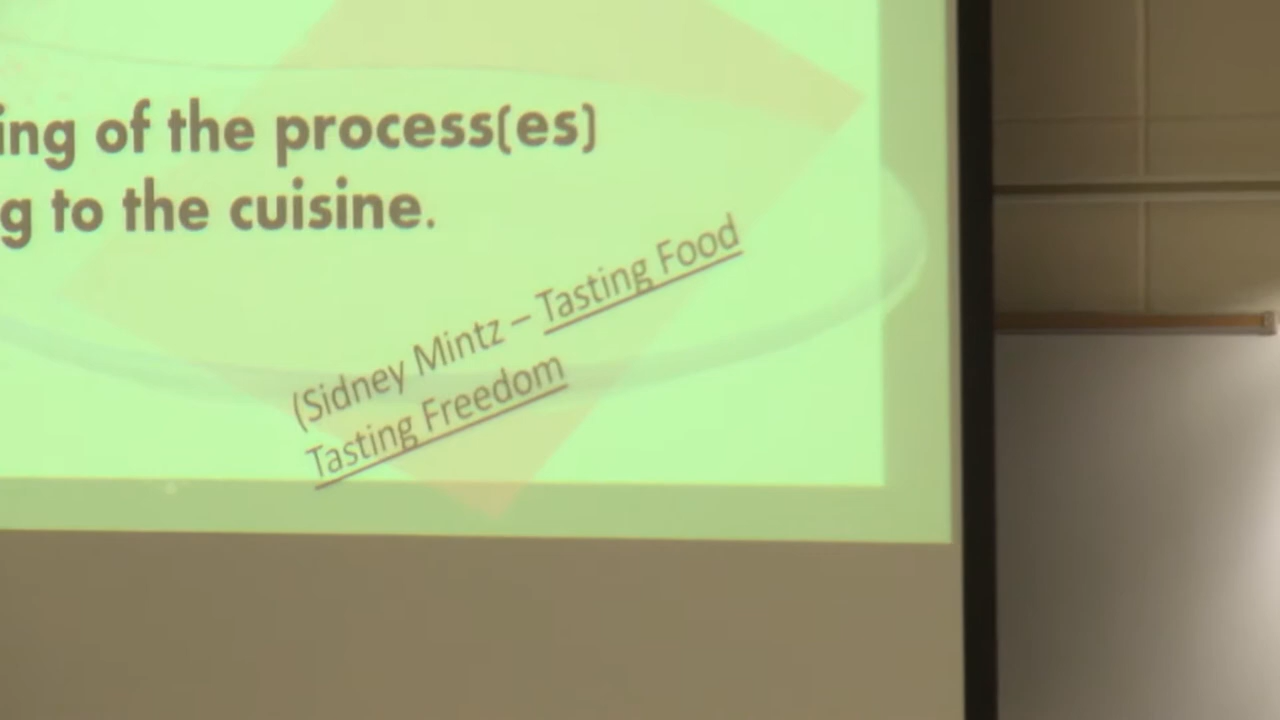 ing of the process(es)
g to the cuisine.
(Sidney Mintz – Tasting Food
Tasting Freedom